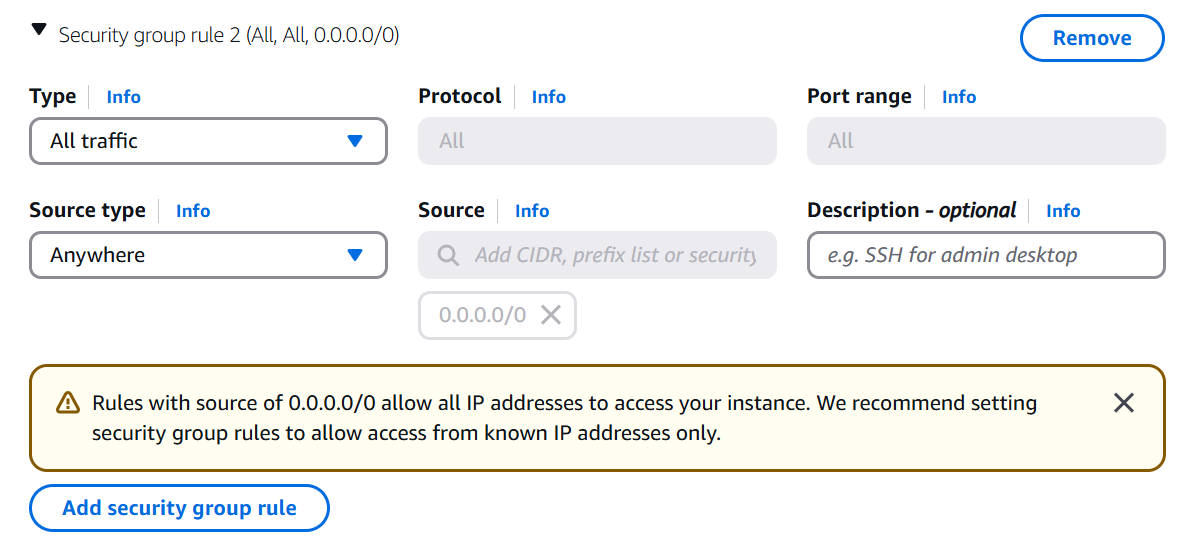 Security group rule 2 (All, All, 0.0.0.0/0)
Remove
Type Info
Protocol Info
Port range Info
All traffic
All
All
Source type Info
Source Info
Description - optional Info
Anywhere
Add CIDR, prefix list or security
e.g. SSH for admin desktop
0.0.0.0/0
Rules with source of 0.0.0.0/0 allow all IP addresses to access your instance. We recommend setting
security group rules to allow access from known IP addresses only.
Add security group rule